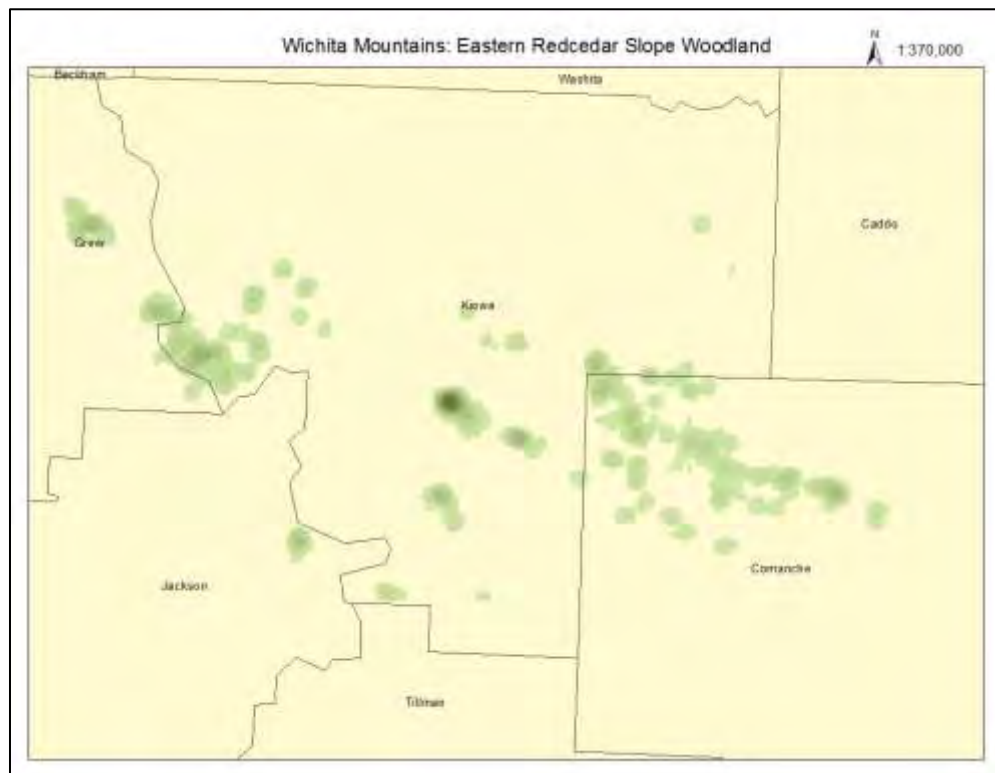 Wichita Mountains: Eastern Redcedar Slope Woodland
N
1:370,000
Beckham
Washita
Caddo
Greer
Kiowa
Comanche
Jackson
Tillman